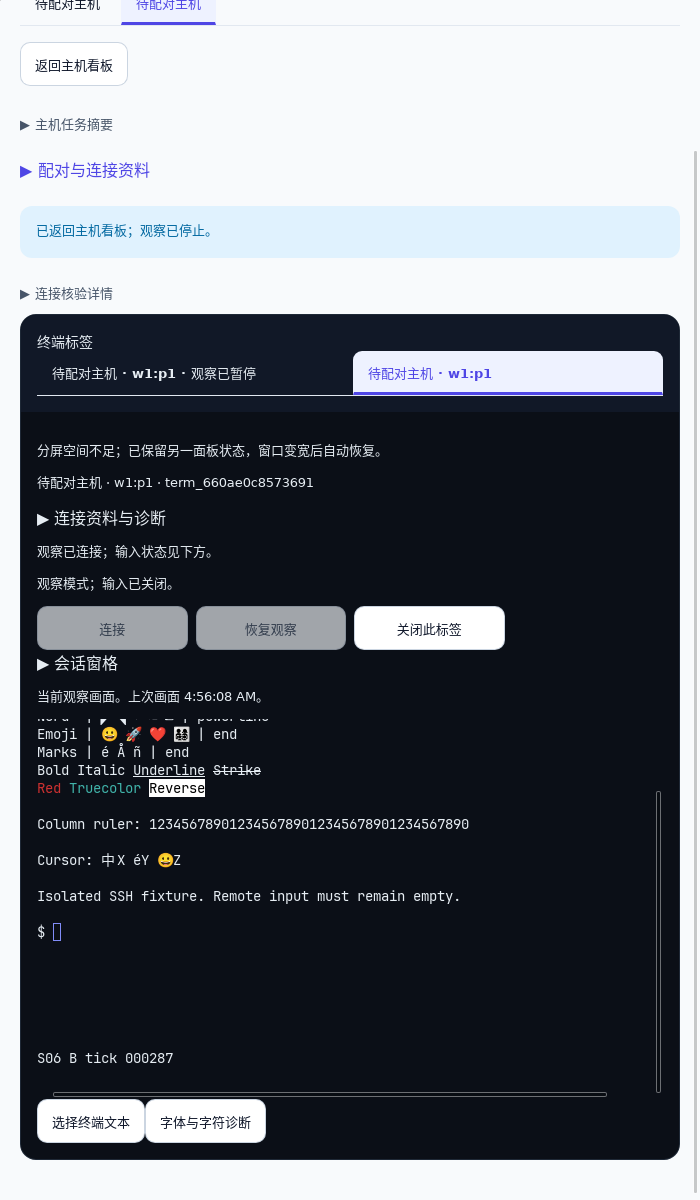 待配对主机 待配对主机
返回主机看板
▶ 主机任务摘要
▶ 配对与连接资料
已返回主机看板；观察已停止。
▶ 连接核验详情
终端标签
待配对主机 · w1:p1 · 观察已暂停 待配对主机 · w1:p1
分屏空间不足；已保留另一面板状态，窗口变宽后自动恢复。
待配对主机 · w1:p1 · term_660ae0c8573691
▶ 连接资料与诊断
观察已连接；输入状态见下方。
观察模式；输入已关闭。
连接 恢复观察 关闭此标签
▶ 会话窗格
当前观察画面。上次画面 4:56:08 AM。
Emoji | 😀 🚀 ❤️ 👨‍👩‍👧‍👦 | end
Marks | é Å ñ | end
Bold Italic Underline Strike
Red Truecolor Reverse
Column ruler: 1234567890123456789012345678901234567890
Cursor: 中X éY 😀Z
Isolated SSH fixture. Remote input must remain empty.
$
S06 B tick 000287
选择终端文本 字体与字符诊断